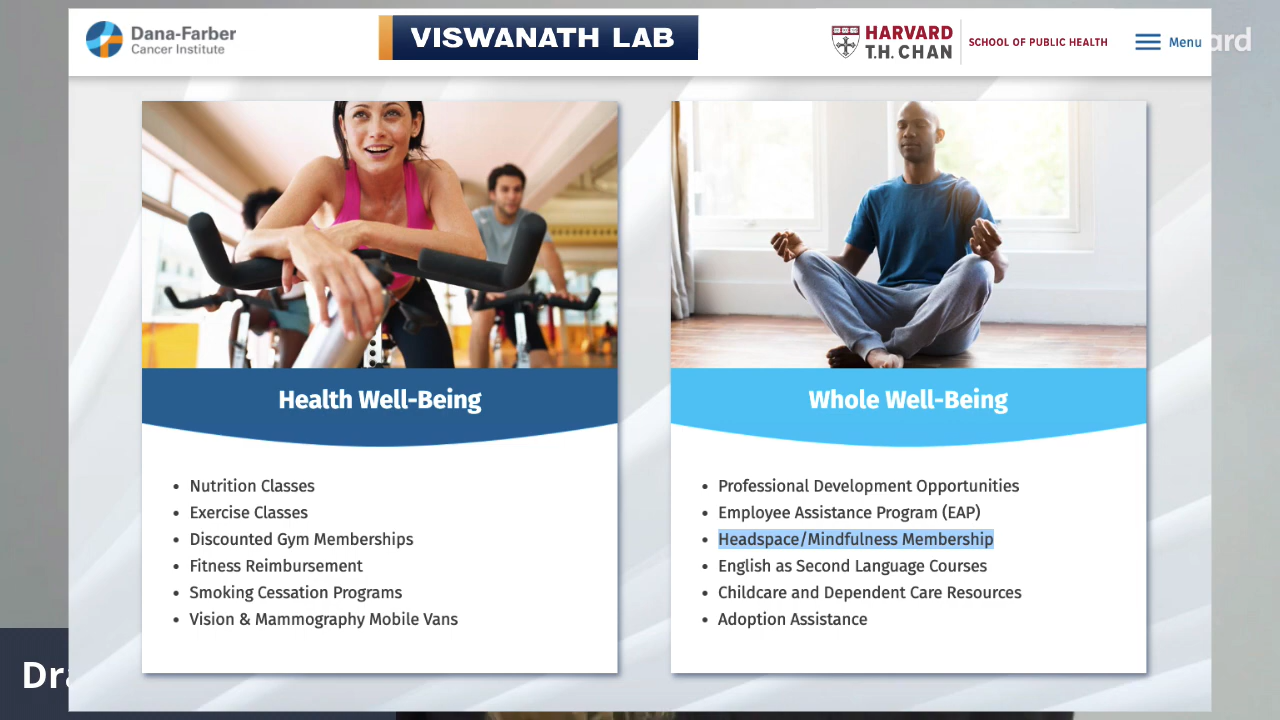 Dana-Farber
Cancer Institute
VISWANATH LAB
HARVARD
T.H. CHAN
SCHOOL OF PUBLIC HEALTH
Menu
Health Well-Being
• Nutrition Classes
• Exercise Classes
• Discounted Gym Memberships
• Fitness Reimbursement
• Smoking Cessation Programs
• Vision & Mammography Mobile Vans
Whole Well-Being
• Professional Development Opportunities
• Employee Assistance Program (EAP)
• Headspace/Mindfulness Membership
• English as Second Language Courses
• Childcare and Dependent Care Resources
• Adoption Assistance